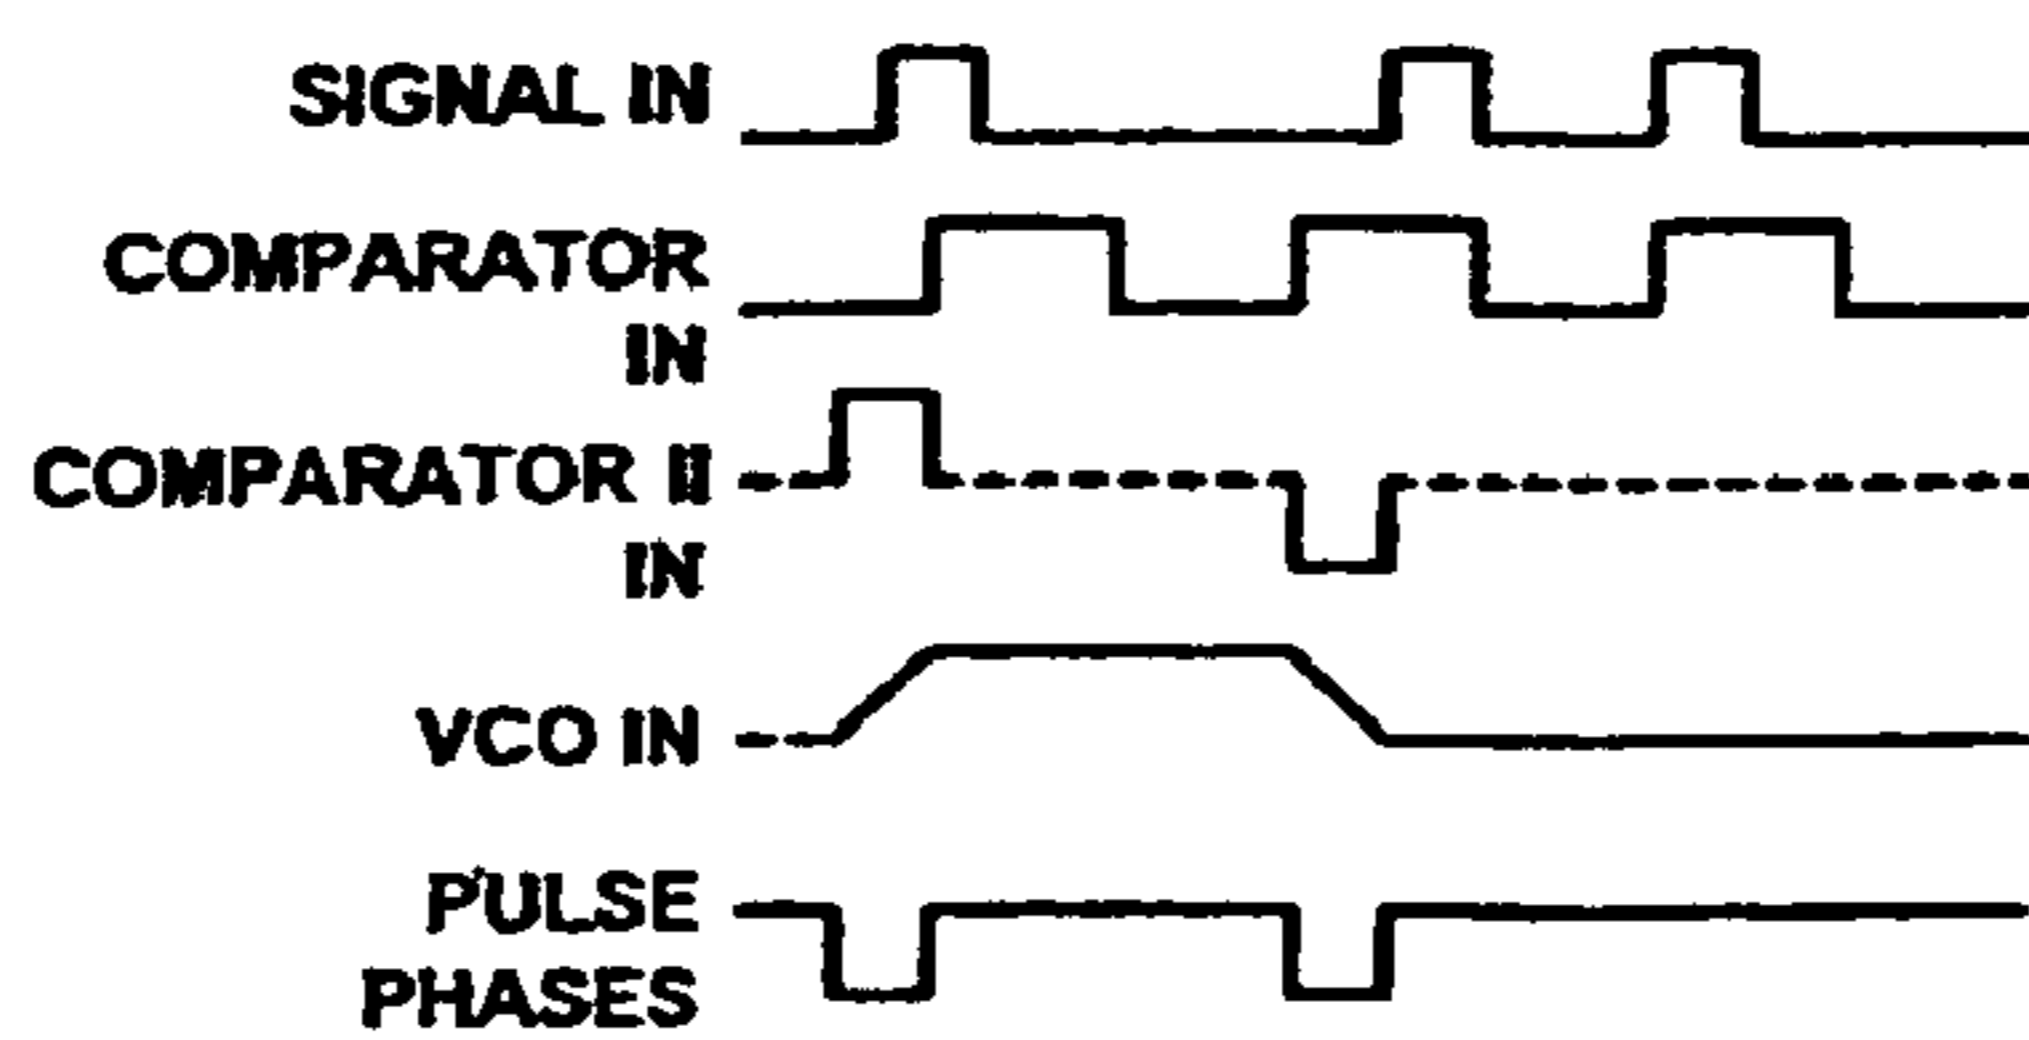 SIGNAL IN
COMPARATOR
IN
COMPARATOR II
IN
VCO IN
PULSE
PHASES